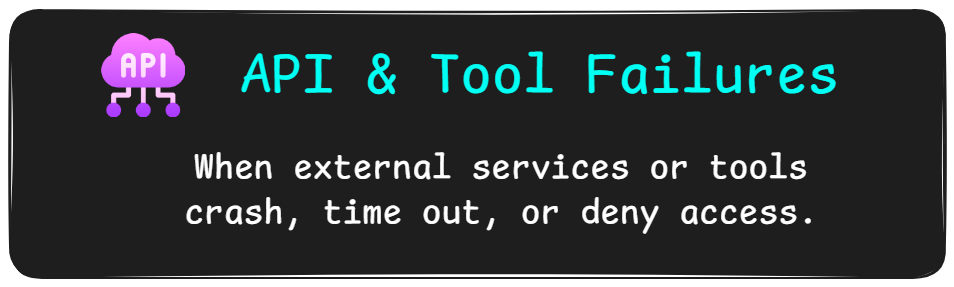 API
API & Tool Failures
When external services or tools
crash, time out, or deny access.